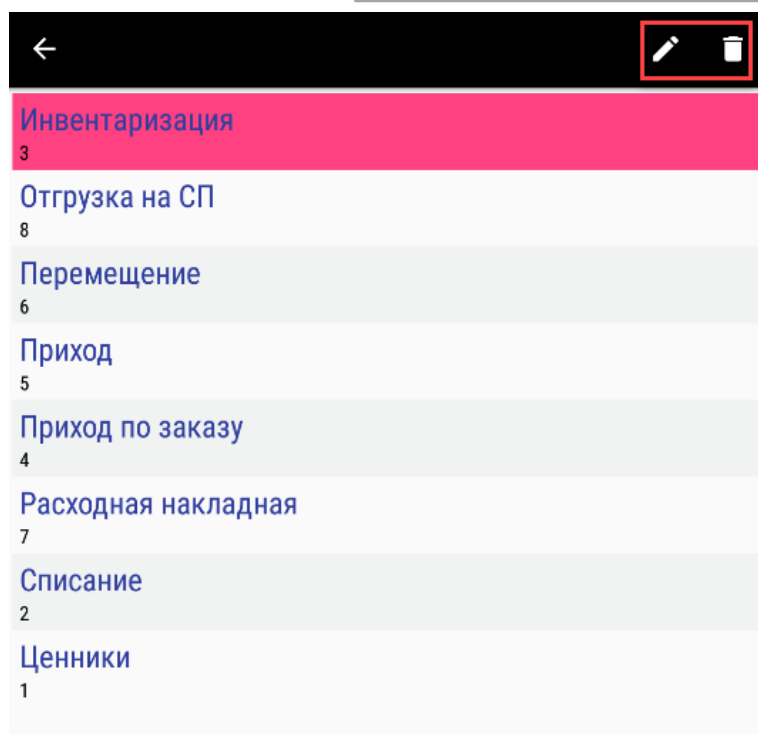 Инвентаризация
3
Отгрузка на СП
8
Перемещение
6
Приход
5
Приход по заказу
4
Расходная накладная
7
Списание
2
Ценники
1